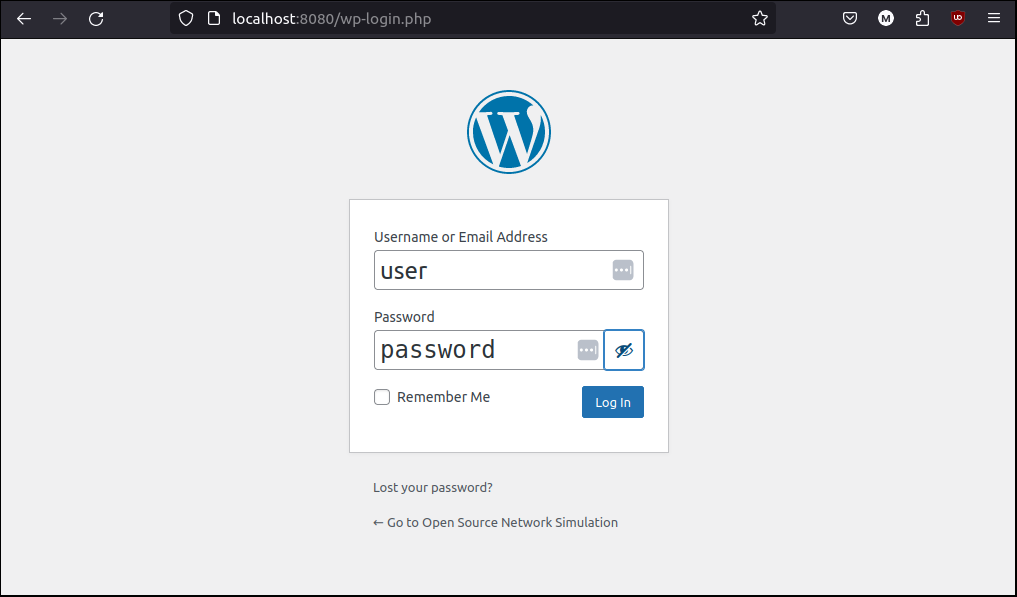 localhost:8080/wp-login.php
M
UD
W
Username or Email Address
user
Password
password
Remember Me
Log In
Lost your password?
← Go to Open Source Network Simulation